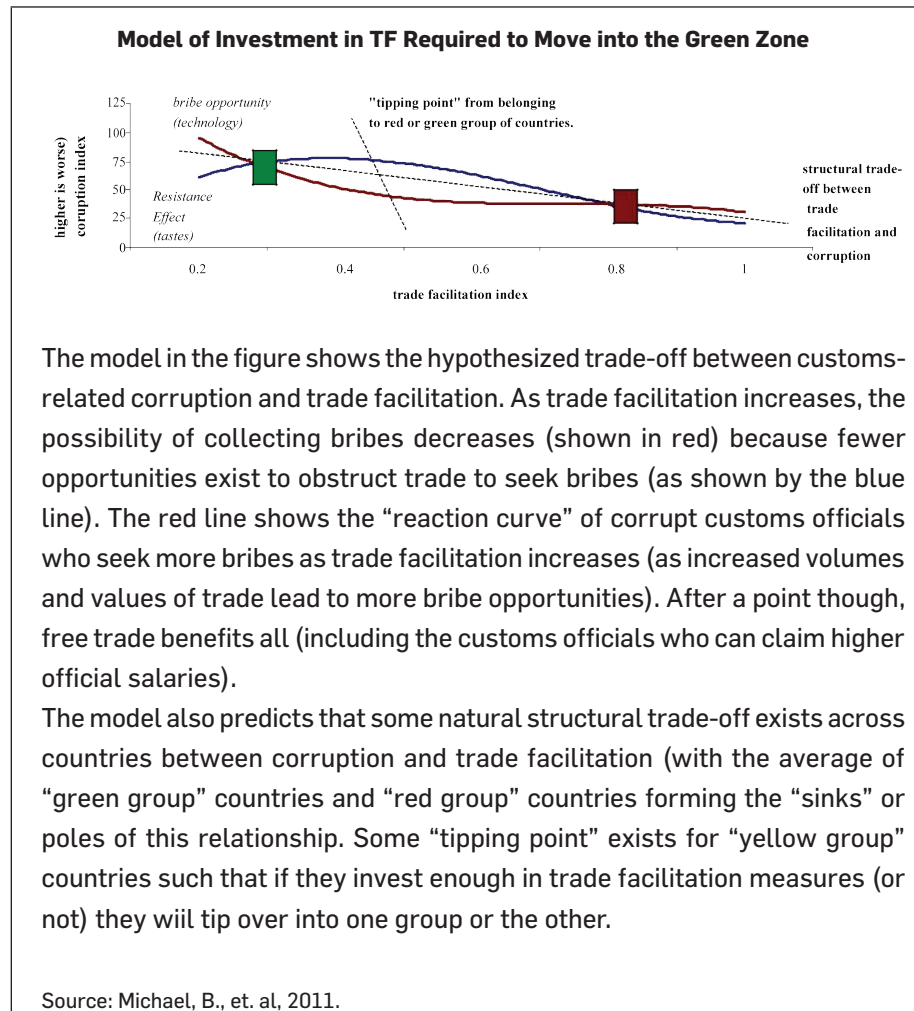 Model of Investment in TF Required to Move into the Green Zone
125
bribe opportunity
(technology)
"tipping point" from belonging
to red or green group of countries.
100
75
50
25
0
higher is worse)
coruption index
Resistance
Effect
(tastes)
structural trade-
off between
trade
facilitation and
corruption
0.2 0.4 0.6 0.8 1
trade facilitation index
The model in the figure shows the hypothesized trade-off between customs-
related corruption and trade facilitation. As trade facilitation increases, the
possibility of collecting bribes decreases (shown in red) because fewer
opportunities exist to obstruct trade to seek bribes (as shown by the blue
line). The red line shows the “reaction curve” of corrupt customs officials
who seek more bribes as trade facilitation increases (as increased volumes
and values of trade lead to more bribe opportunities). After a point though,
free trade benefits all (including the customs officials who can claim higher
official salaries).
The model also predicts that some natural structural trade-off exists across
countries between corruption and trade facilitation (with the average of
“green group” countries and “red group” countries forming the “sinks” or
poles of this relationship. Some “tipping point” exists for “yellow group”
countries such that if they invest enough in trade facilitation measures (or
not) they wiil tip over into one group or the other.
Source: Michael, B., et. al, 2011.